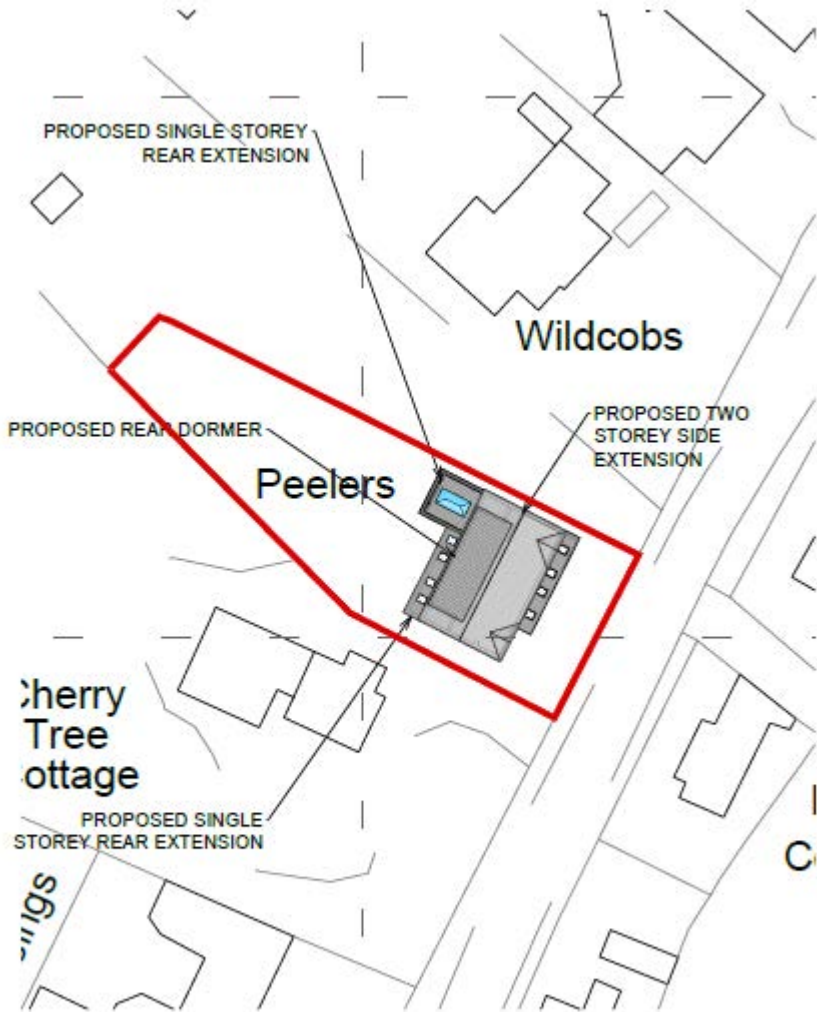 PROPOSED SINGLE STOREY
REAR EXTENSION
Wildcobs
PROPOSED TWO
STOREY SIDE
EXTENSION
PROPOSED REAR DORMER
Peelers
Cherry
Tree
ottage
PROPOSED SINGLE
STOREY REAR EXTENSION